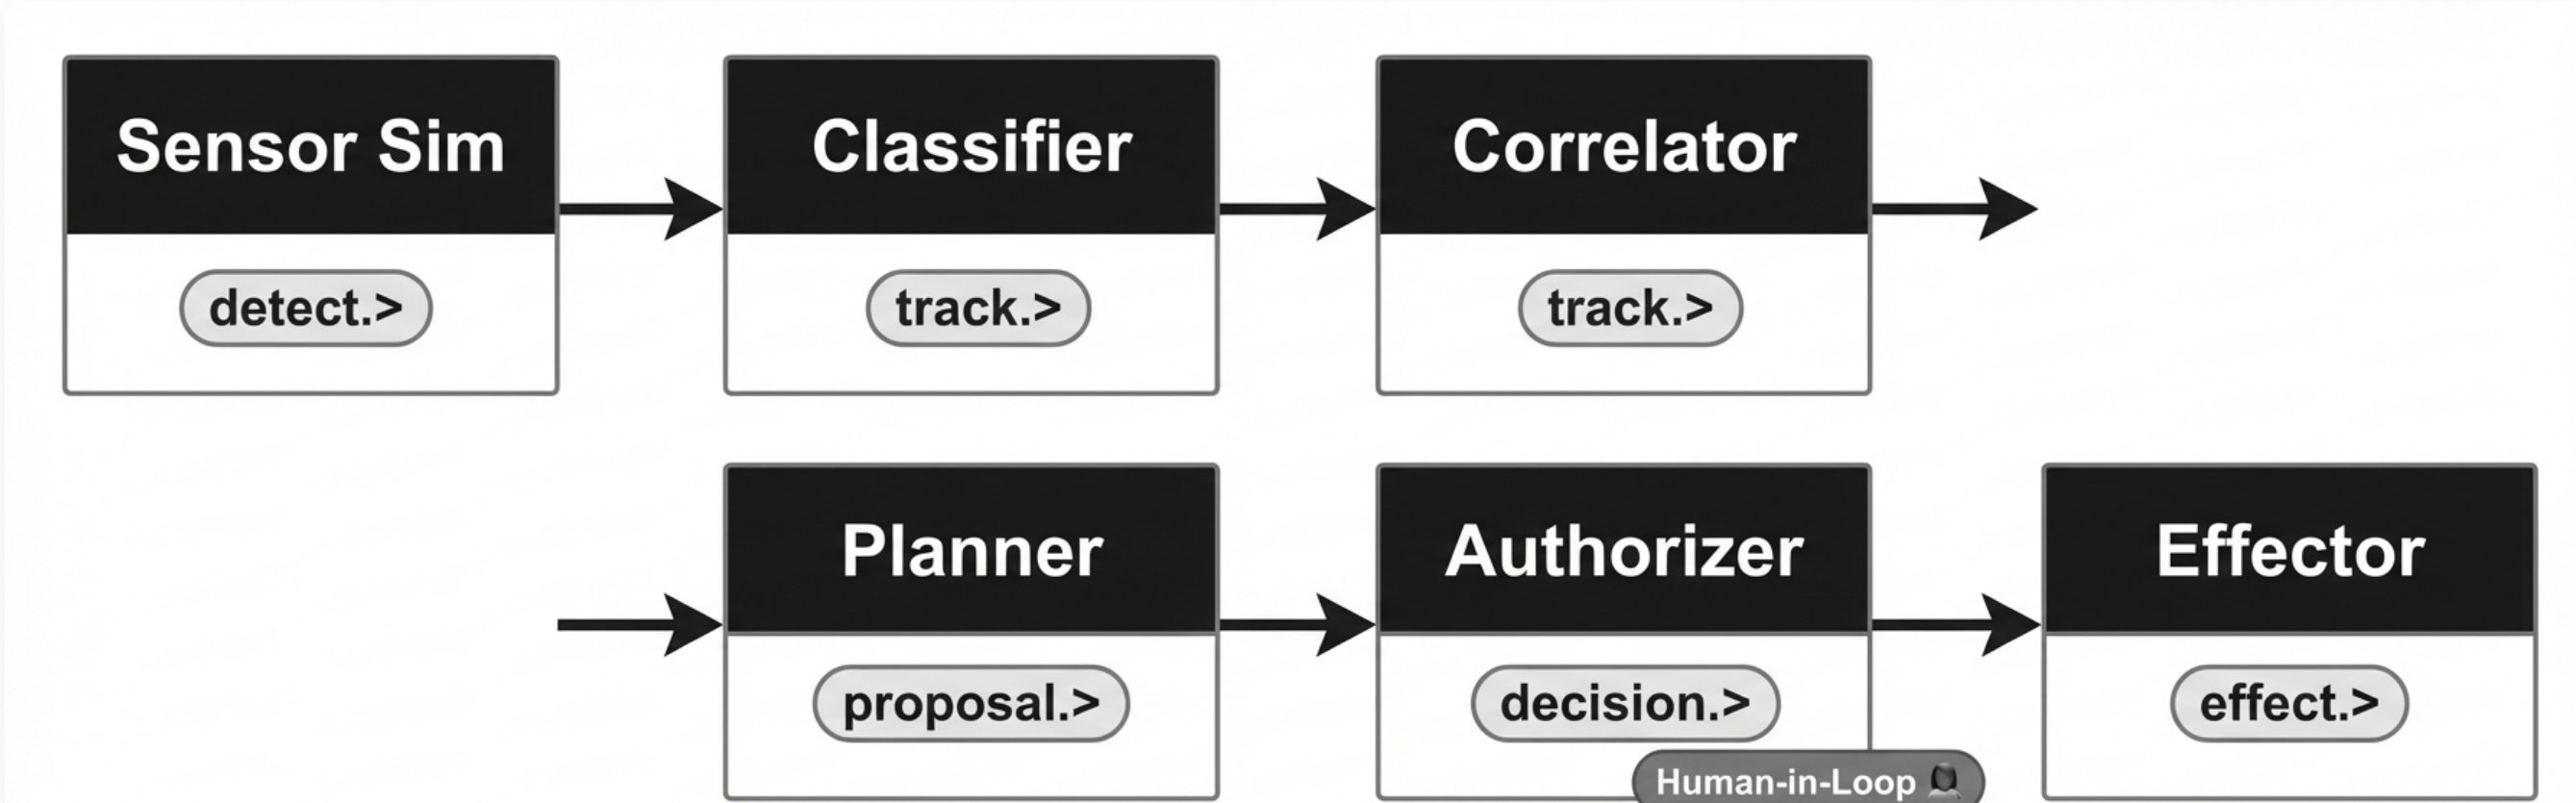 Sensor Sim
Classifier
Correlator
detect.>
track.>
track.>
Planner
Authorizer
Effector
proposal.>
decision.>
effect.>
Human-in-Loop